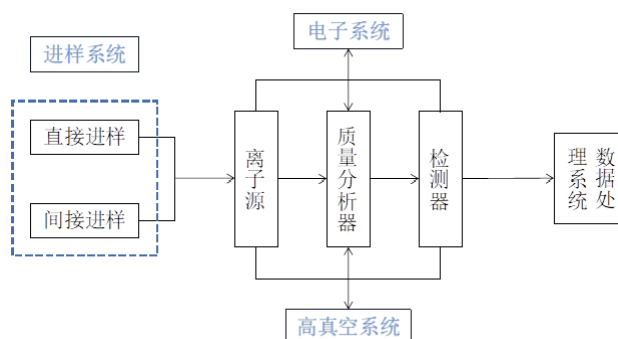 电子系统
进样系统
直接进样
间接进样
离子源
质量分析器
检测器
数据处
理系统
高真空系统